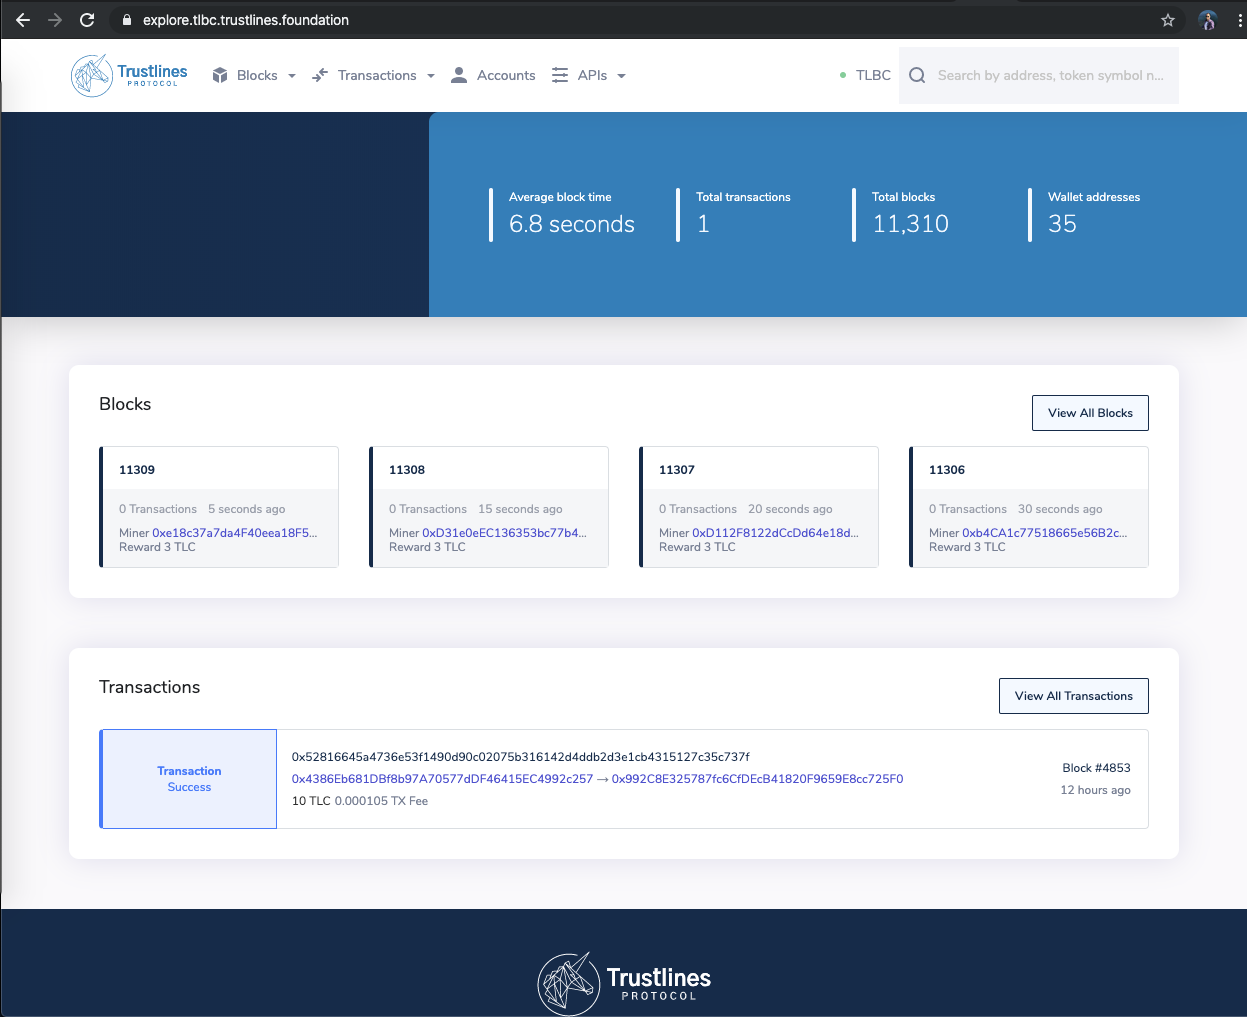 explore.tlbc.trustlines.foundation
Trustlines
PROTOCOL
Blocks
Transactions
Accounts
APIs
TLBC
Search by address, token symbol n...
Average block time
6.8 seconds
Total transactions
1
Total blocks
11,310
Wallet addresses
35
Blocks
View All Blocks
11309
0 Transactions 5 seconds ago
Miner 0xe18c37a7da4F40eea18F5...
Reward 3 TLC
11308
0 Transactions 15 seconds ago
Miner 0xD31e0eEC136353bc77b4...
Reward 3 TLC
11307
0 Transactions 20 seconds ago
Miner 0xD112F8122dCcDd64e18d...
Reward 3 TLC
11306
0 Transactions 30 seconds ago
Miner 0xb4CA1c77518665e56B2c...
Reward 3 TLC
Transactions
View All Transactions
Transaction
Success
0x52816645a4736e53f1490d90c02075b316142d4ddb2d3e1cb4315127c35c737f
0x4386Eb681DBf8b97A70577dDF46415EC4992c257 → 0x992C8E325787fc6CfDEcB41820F9659E8cc725F0
10 TLC 0.000105 TX Fee
Block #4853
12 hours ago
Trustlines
PROTOCOL